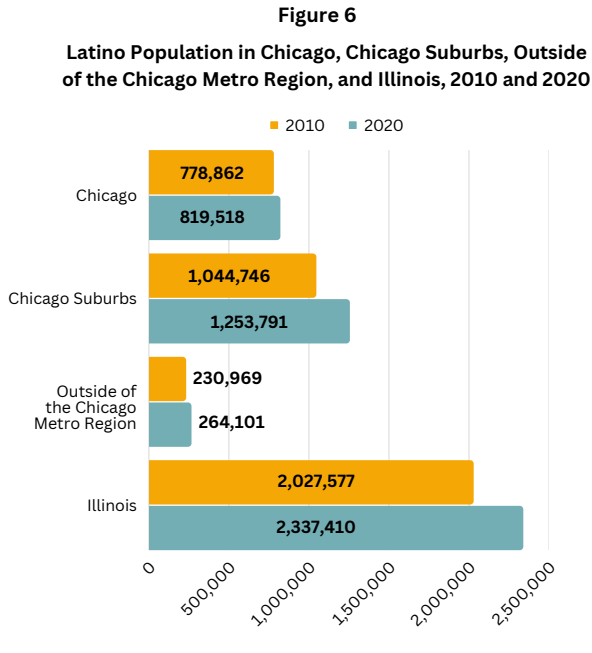 Figure 6
Latino Population in Chicago, Chicago Suburbs, Outside
of the Chicago Metro Region, and Illinois, 2010 and 2020
2010 2020
Chicago
778,862
819,518
Chicago Suburbs
1,044,746
1,253,791
Outside of
the Chicago
Metro Region
230,969
264,101
Illinois
2,027,577
2,337,410
0
500,000
1,000,000
1,500,000
2,000,000
2,500,000